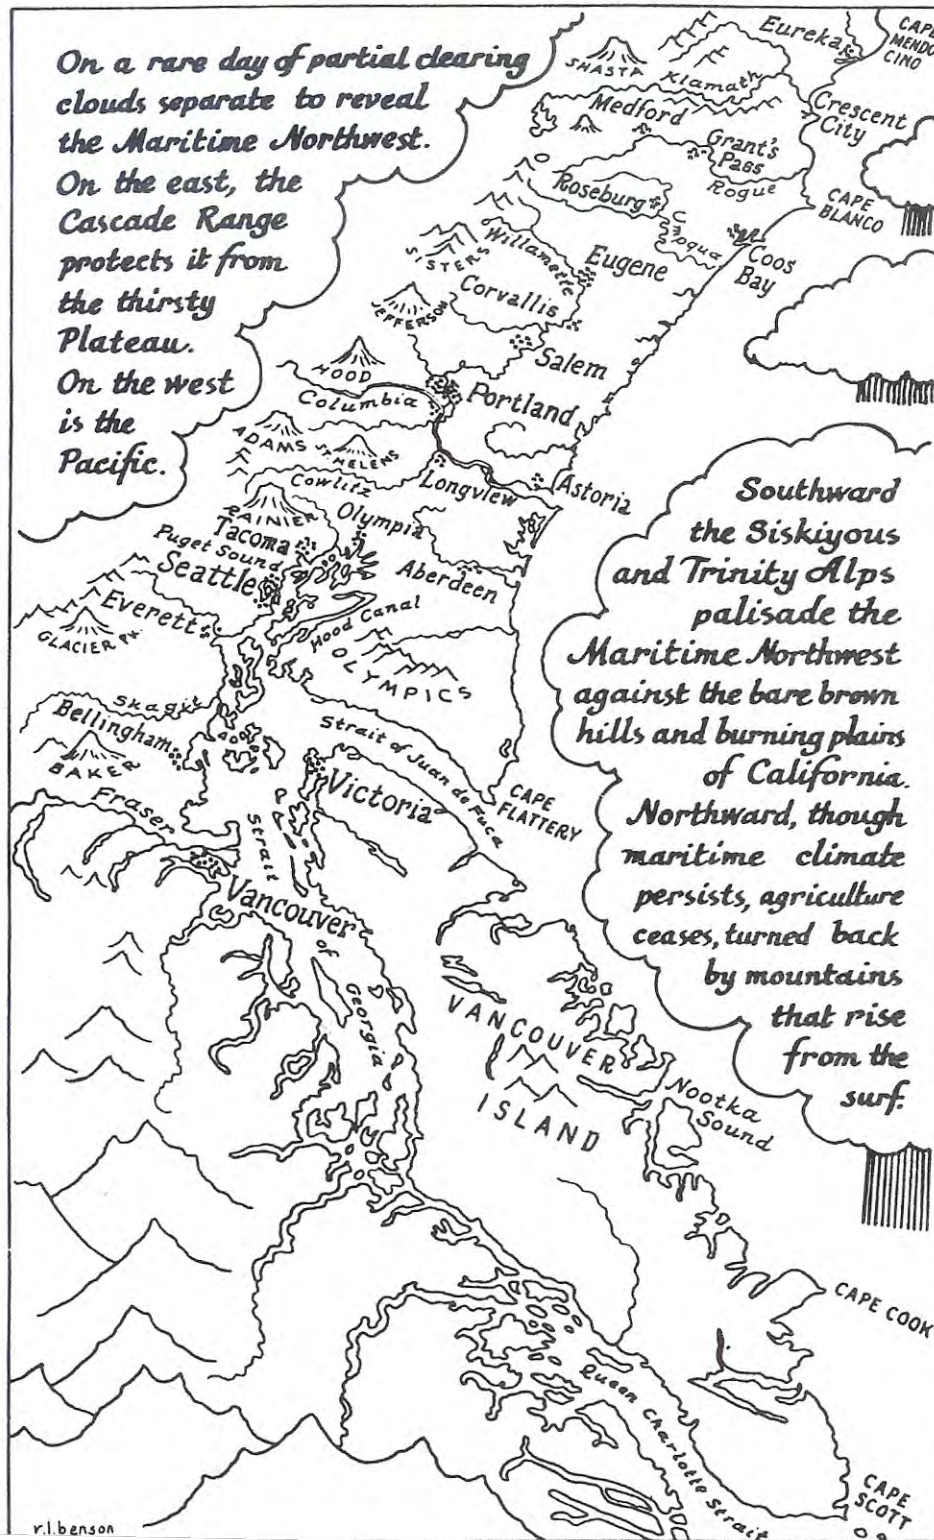 On a rare day of partial clearing
clouds separate to reveal
the Maritime Northwest.
On the east, the
Cascade Range
protects it from
the thirsty
Plateau.
On the west
is the
Pacific.
Eureka
CAPE
MENDO
CINO
SHASTA
Klamath
Crescent
City
Medford
Grant's
Pass
Rogue
CAPE
BLANCO
Roseburg
Umpqua
Coos
Bay
SISTERS
Willamette
Eugene
Corvallis
JEFFERSON
Salem
HOOD
Columbia
Portland
ADAMS
ST. HELENS
Cowlitz
Longview
Astoria
RAINIER
Olympia
Tacoma
Puget Sound
Seattle
Aberdeen
Everett
Hood Canal
GLACIER PK.
OLYMPICS
Skagit
Bellingham
BAKER
Strait of Juan de Fuca
Victoria
CAPE
FLATTERY
Fraser
Strait
of
Georgia
Vancouver
VANCOUVER
ISLAND
Nootka
Sound
CAPE COOK
Queen Charlotte Strait
CAPE
SCOTT
Southward
the Siskiyous
and Trinity Alps
palisade the
Maritime Northwest
against the bare brown
hills and burning plains
of California.
Northward, though
maritime climate
persists, agriculture
ceases, turned back
by mountains
that rise
from the
surf.
r.l.benson